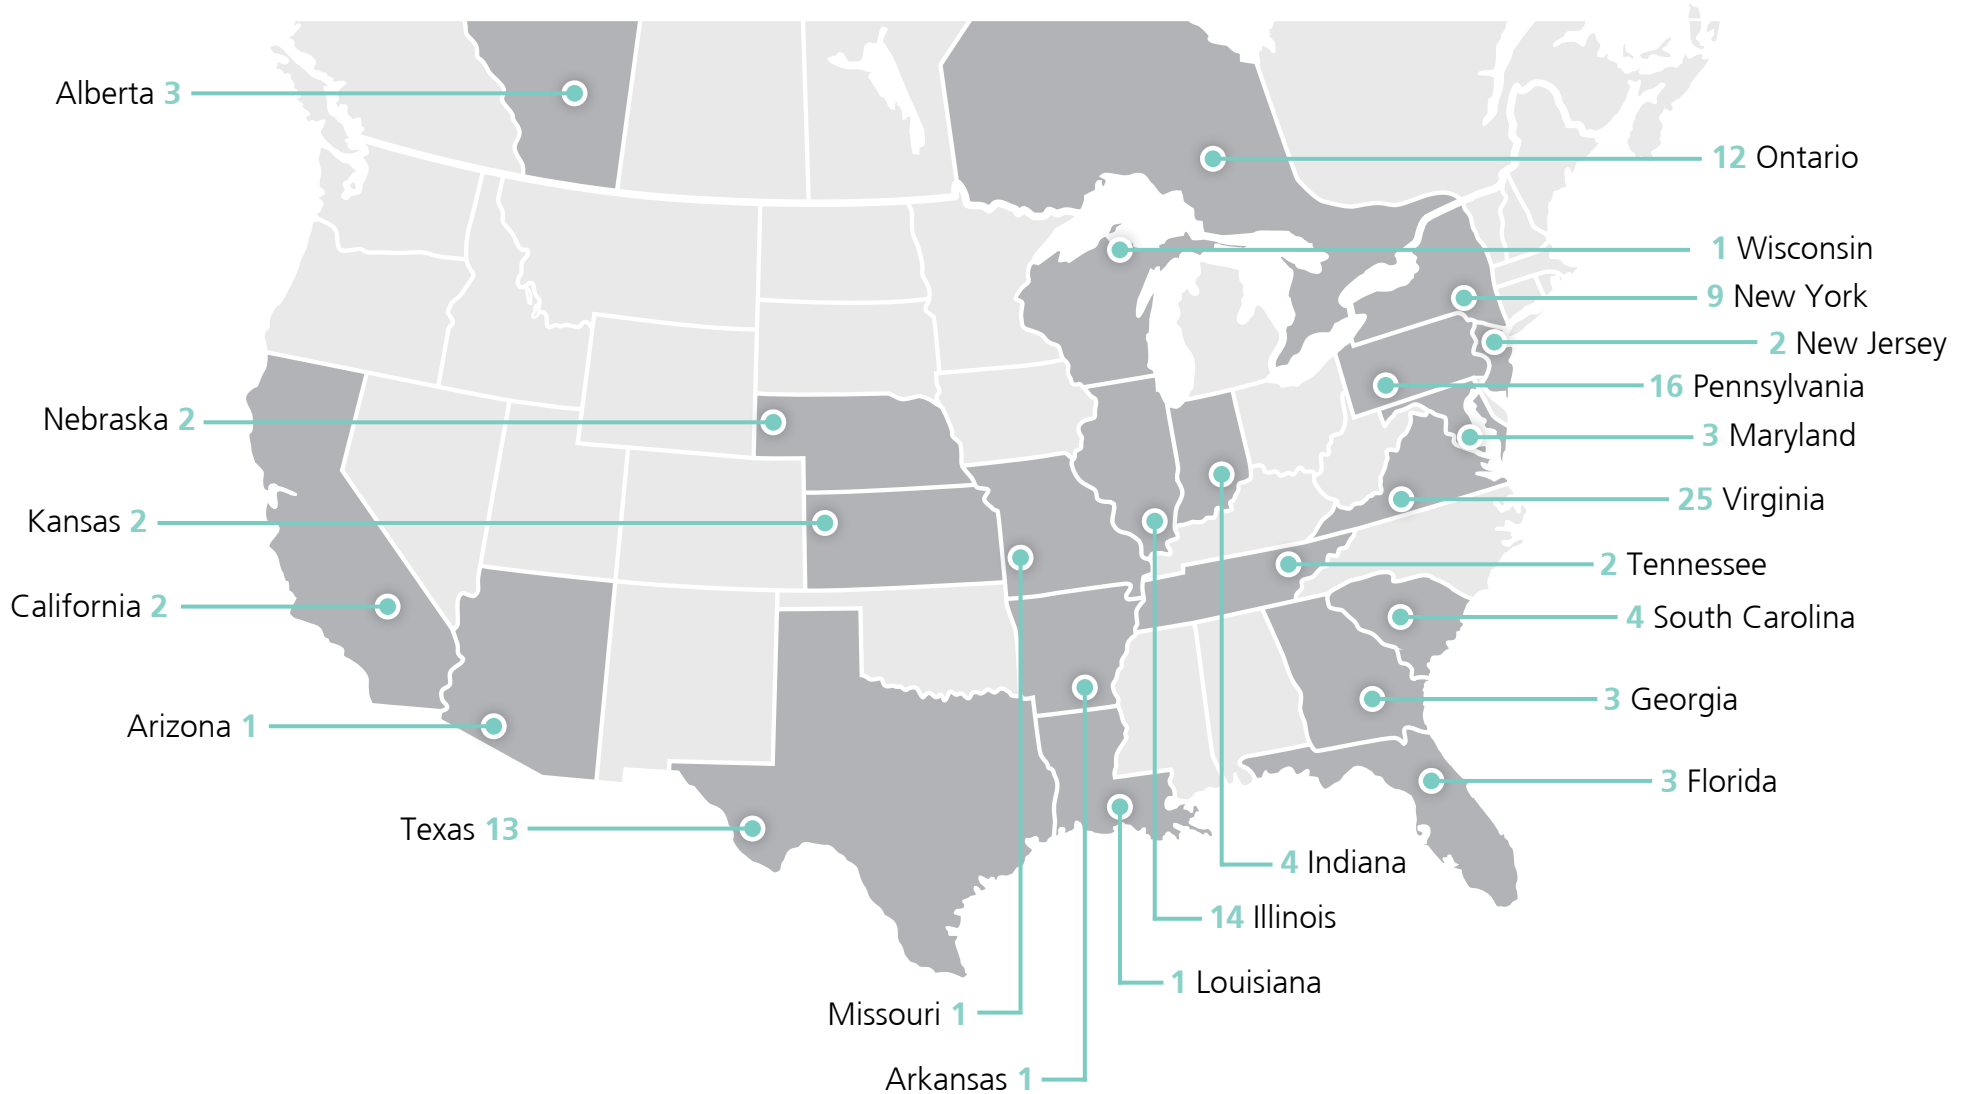 Alberta 3
12 Ontario
1 Wisconsin
9 New York
2 New Jersey
16 Pennsylvania
Nebraska 2
3 Maryland
25 Virginia
Kansas 2
2 Tennessee
California 2
4 South Carolina
3 Georgia
Arizona 1
3 Florida
Texas 13
4 Indiana
14 Illinois
1 Louisiana
Missouri 1
Arkansas 1